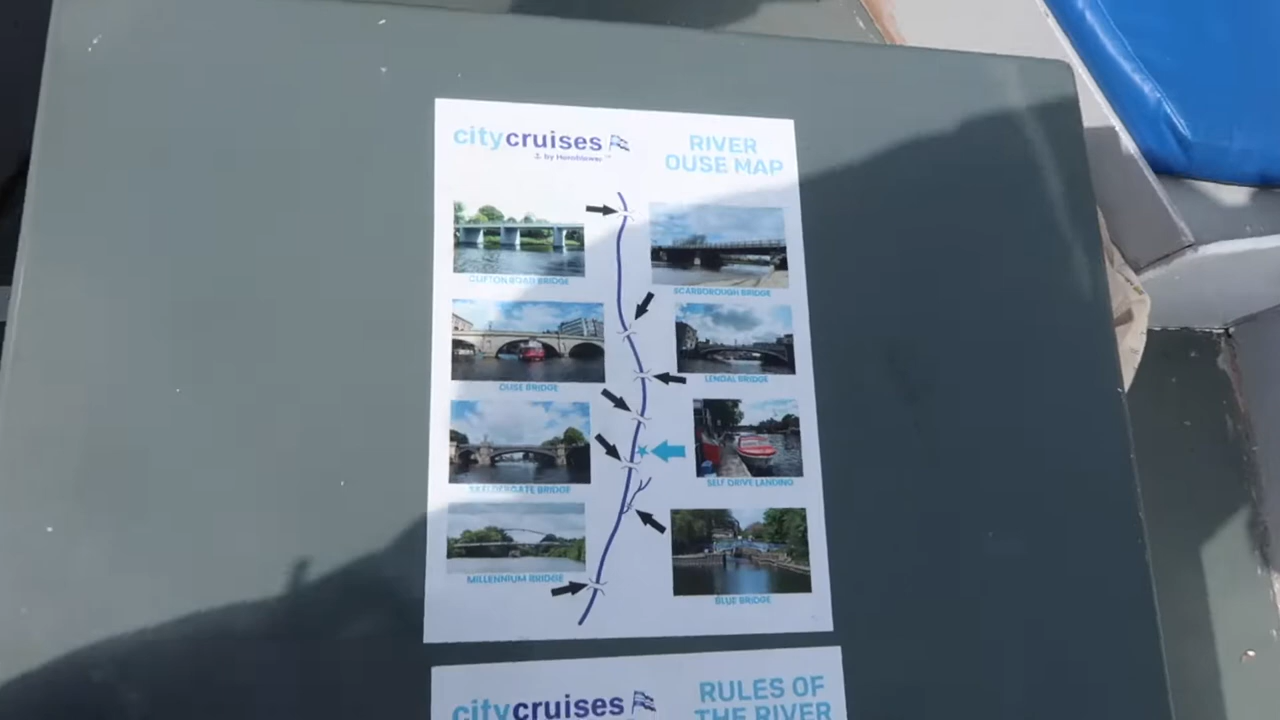 citycruises
by Hornblower
RIVER
OUSE MAP
CLIFTON ROAD BRIDGE
SCARBOROUGH BRIDGE
OUSE BRIDGE
LENDAL BRIDGE
SKELDERGATE BRIDGE
SELF DRIVE LANDING
MILLENNIUM BRIDGE
BLUE BRIDGE
citycruises
RULES OF
THE RIVER